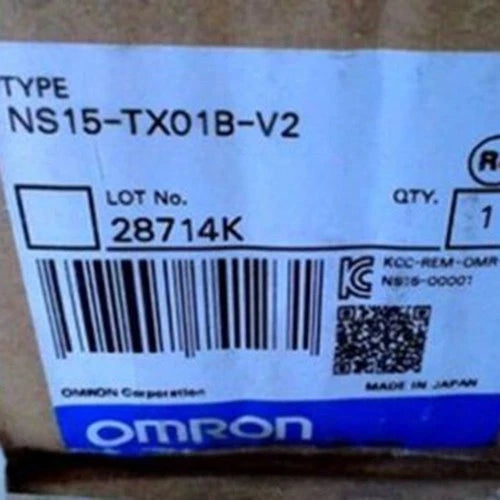 TYPE
NS15-TX01B-V2
R
LOT No.
QTY.
28714K
1
KCC-REM-OMR
NS15-00001
OMRON Corporation
MADE IN JAPAN
OMRON